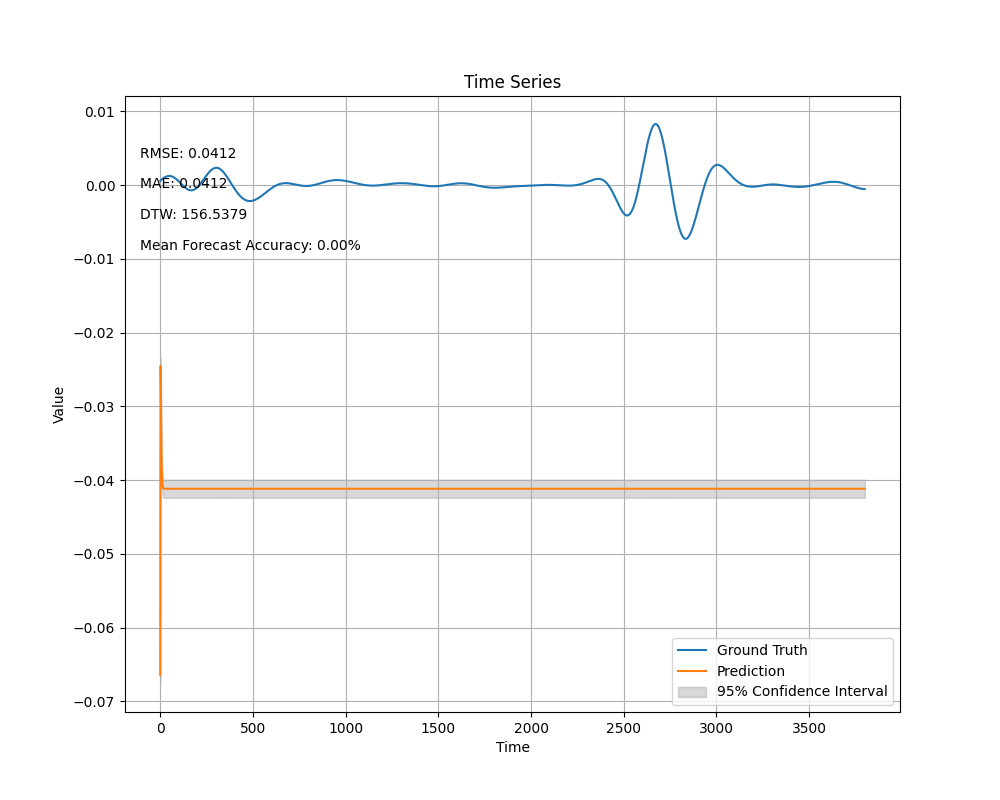 Time Series
RMSE: 0.0412
MAE: 0.0412
DTW: 156.5379
Mean Forecast Accuracy: 0.00%
0.01
0.00
−0.01
−0.02
−0.03
−0.04
−0.05
−0.06
−0.07
Value
Ground Truth
Prediction
95% Confidence Interval
0 500 1000 1500 2000 2500 3000 3500
Time